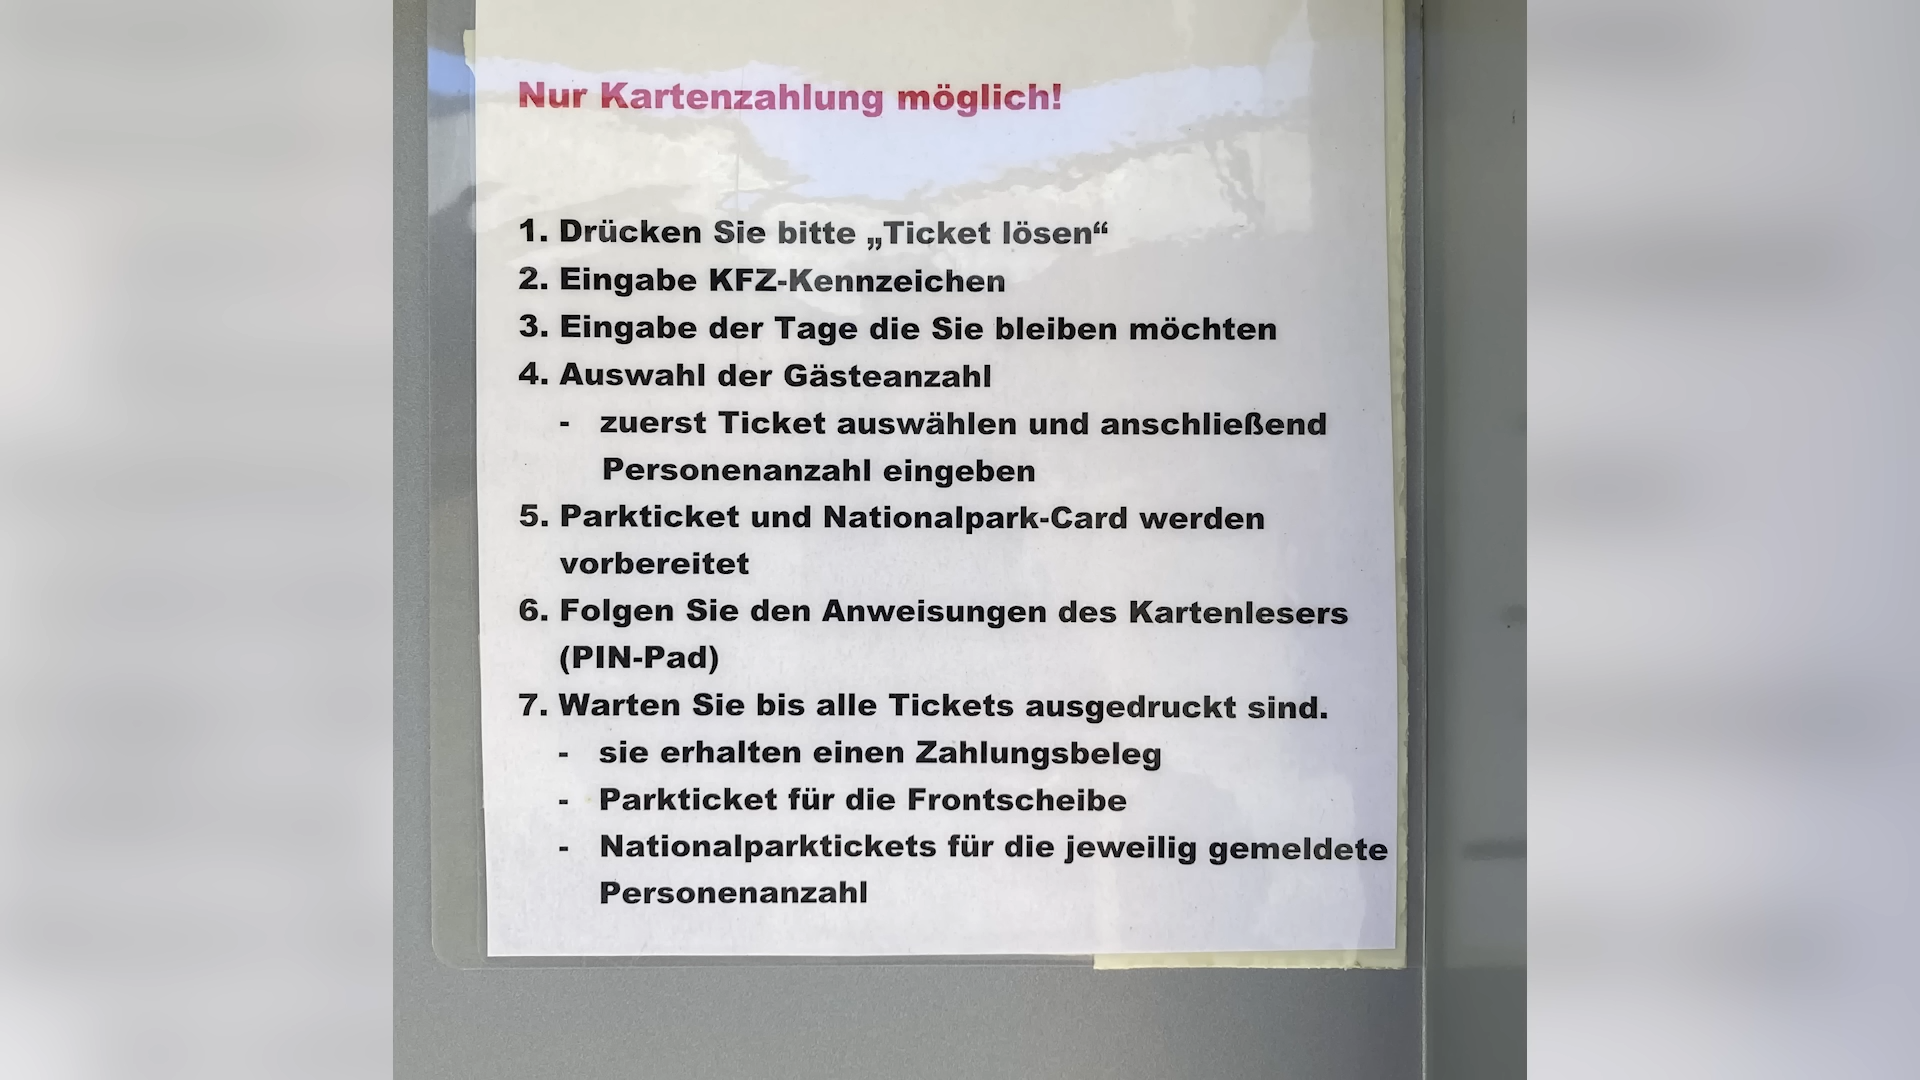 Nur Kartenzahlung möglich!
1. Drücken Sie bitte „Ticket lösen“
2. Eingabe KFZ-Kennzeichen
3. Eingabe der Tage die Sie bleiben möchten
4. Auswahl der Gästeanzahl
- zuerst Ticket auswählen und anschließend
Personenanzahl eingeben
5. Parkticket und Nationalpark-Card werden
vorbereitet
6. Folgen Sie den Anweisungen des Kartenlesers
(PIN-Pad)
7. Warten Sie bis alle Tickets ausgedruckt sind.
- sie erhalten einen Zahlungsbeleg
- Parkticket für die Frontscheibe
- Nationalparktickets für die jeweilig gemeldete
Personenanzahl